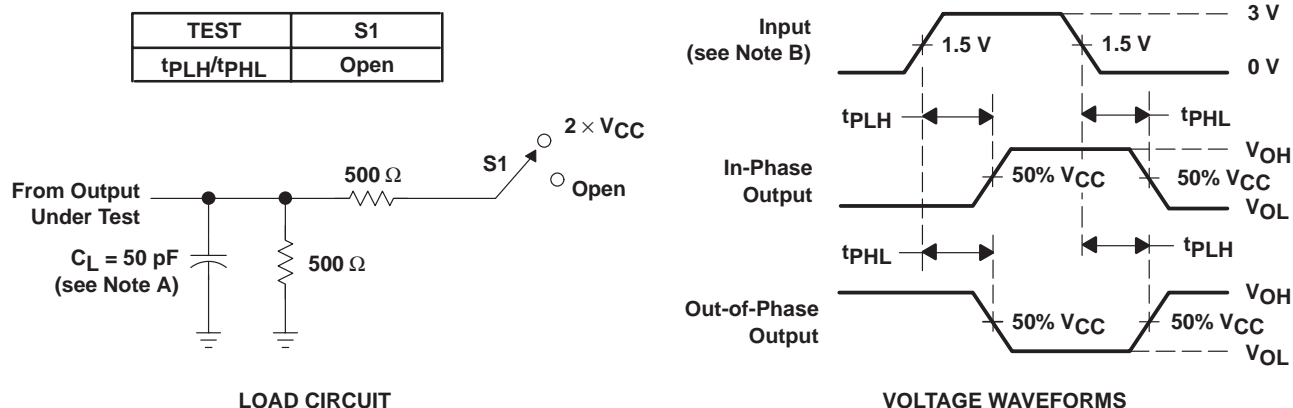 TEST S1
tPLH/tPHL Open
2 × VCC
S1
Open
500 Ω
From Output
Under Test
CL = 50 pF
(see Note A)
500 Ω
LOAD CIRCUIT
Input
(see Note B)
3 V
1.5 V 1.5 V
0 V
tPLH tPHL
In-Phase
Output
VOH
50% VCC 50% VCC
VOL
tPHL tPLH
Out-of-Phase
Output
VOH
50% VCC 50% VCC
VOL
VOLTAGE WAVEFORMS